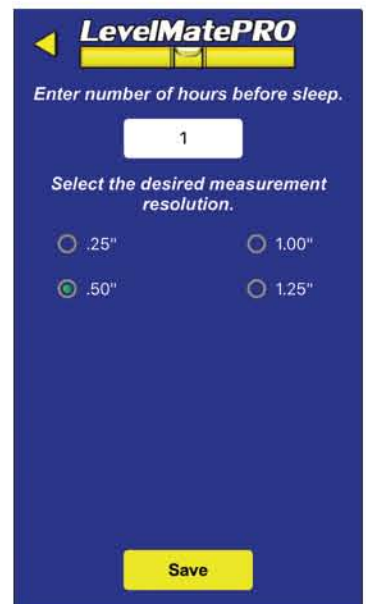 LevelMatePRO
Enter number of hours before sleep.
1
Select the desired measurement
resolution.
.25" 1.00"
.50" 1.25"
Save